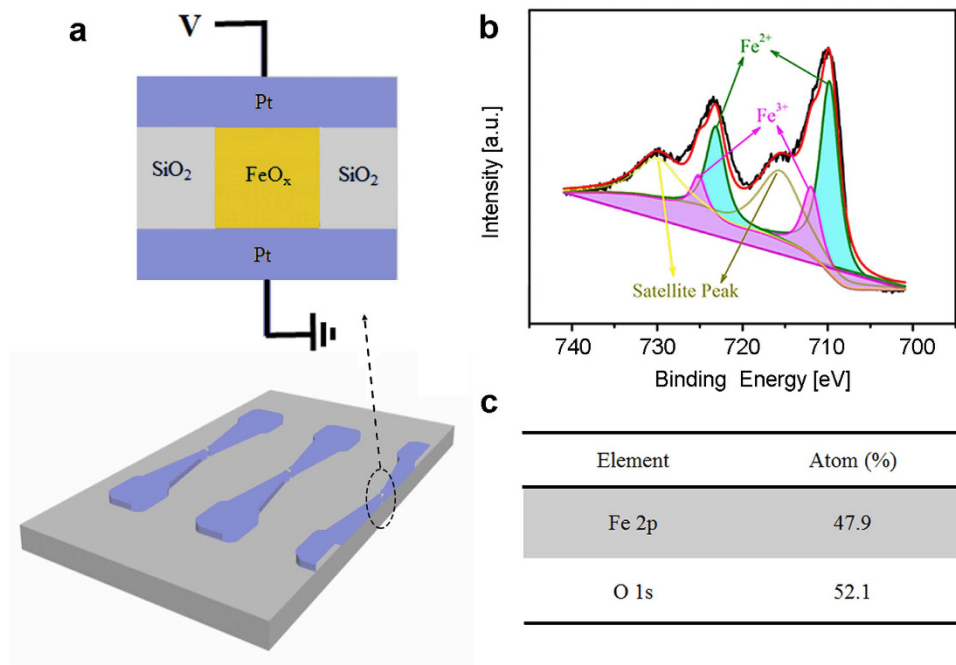 a
V
Pt
SiO₂ FeOₓ SiO₂
Pt
b
Intensity [a.u.]
Fe²⁺
Fe³⁺
Satellite Peak
740 730 720 710 700
Binding Energy [eV]
c
Element Atom (%)
Fe 2p 47.9
O 1s 52.1